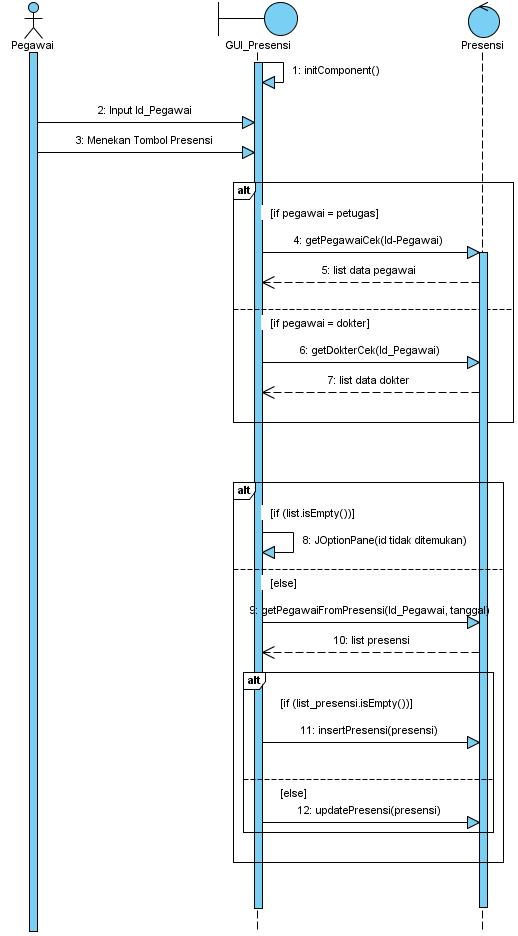 Pegawai
GUI_Presensi
Presensi
1: initComponent()
2: Input Id_Pegawai
3: Menekan Tombol Presensi
alt
[if pegawai = petugas]
4: getPegawaiCek(Id-Pegawai)
5: list data pegawai
[if pegawai = dokter]
6: getDokterCek(Id_Pegawai)
7: list data dokter
alt
[if (list.isEmpty())]
8: JOptionPane(id tidak ditemukan)
[else]
9: getPegawaiFromPresensi(Id_Pegawai, tanggal)
10: list presensi
alt
[if (list_presensi.isEmpty())]
11: insertPresensi(presensi)
[else]
12: updatePresensi(presensi)